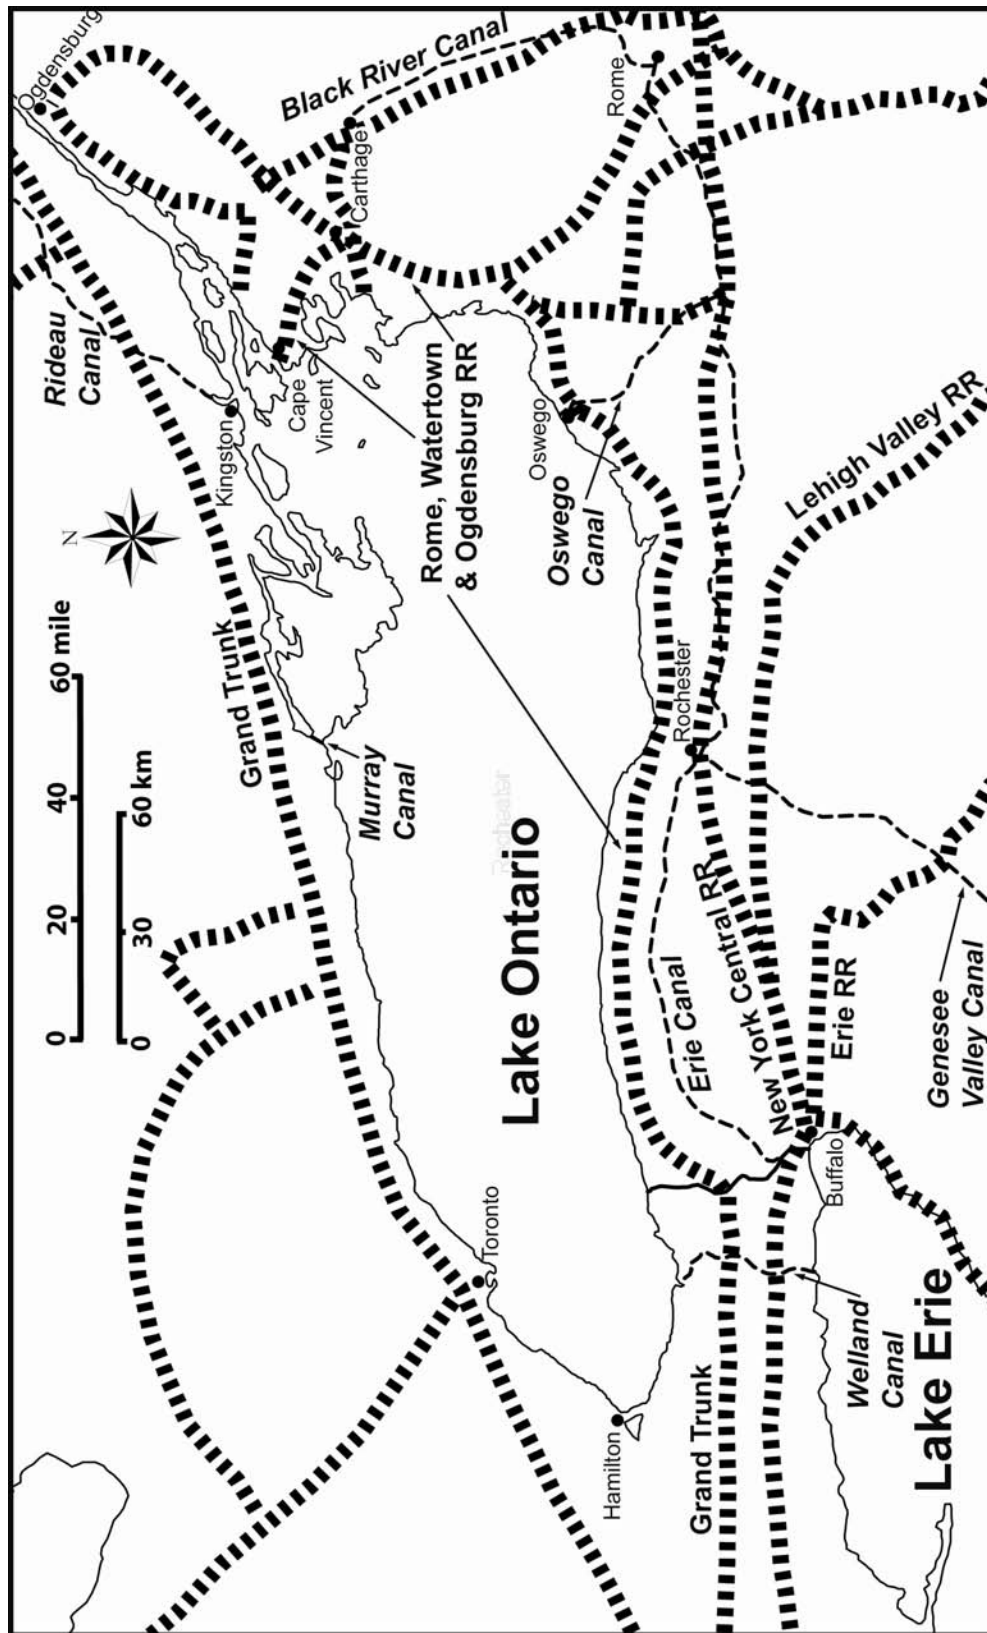 Ogdensburg
Black River Canal
Rome
Carthage
Rideau
Canal
Kingston
Cape
Vincent
N
Rome, Watertown
& Ogdensburg RR
Oswego
Oswego
Canal
Lehigh Valley RR
0 20 40 60 mile
0 30 60 km
Grand Trunk
Murray
Canal
Rochester
Rochester
Lake Ontario
Erie Canal
New York Central RR
Erie RR
Genesee
Valley Canal
Toronto
Buffalo
Hamilton
Grand Trunk
Welland
Canal
Lake Erie